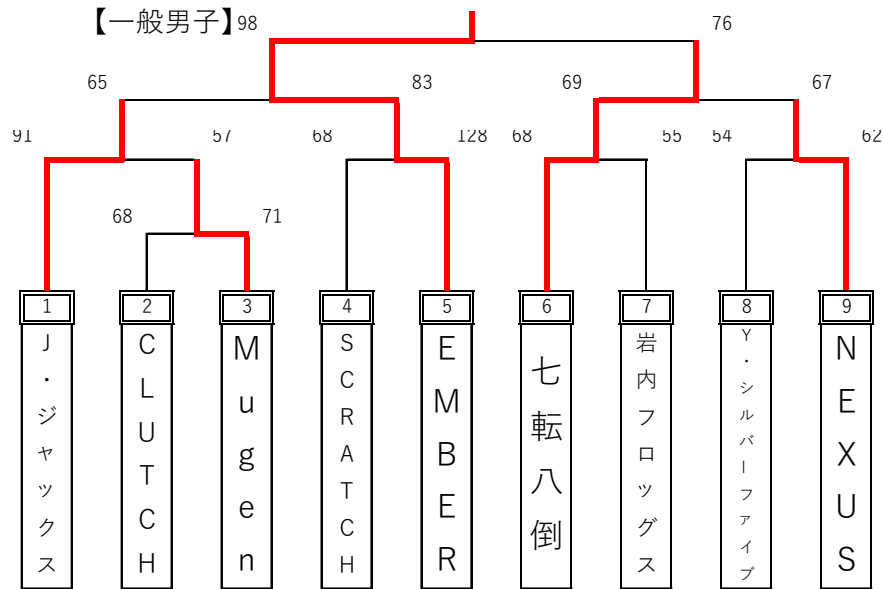 【一般男子】98 76
65 83 69 67
91 57 68 128 68 55 54 62
68 71
1 2 3 4 5 6 7 8 9
J・ジャックス
CLUTCH
Mugen
SCRATCH
EMBER
七転八倒
岩内フロッグス
Y・シルバーファイブ
NEXUS